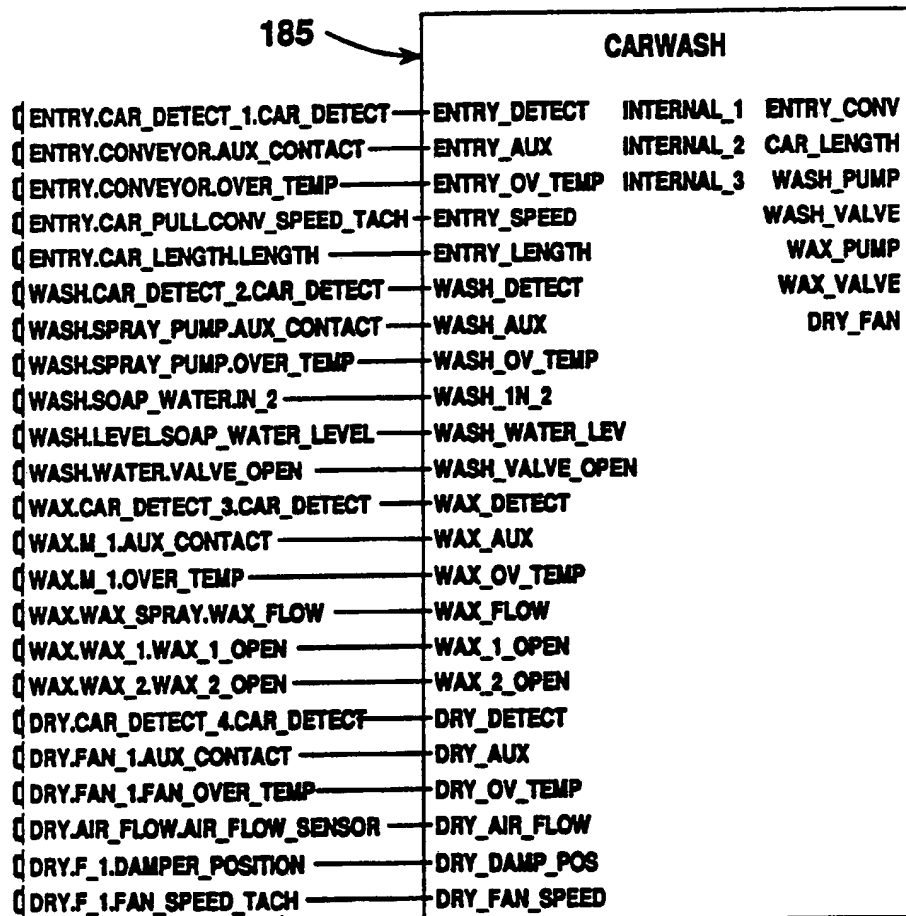 185
CARWASH
ENTRY.CAR_DETECT_1.CAR_DETECT ENTRY_DETECT INTERNAL_1 ENTRY_CONV
ENTRY.CONVEYOR.AUX_CONTACT ENTRY_AUX INTERNAL_2 CAR_LENGTH
ENTRY.CONVEYOR.OVER_TEMP ENTRY_OV_TEMP INTERNAL_3 WASH_PUMP
ENTRY.CAR_PULL.CONV_SPEED_TACH ENTRY_SPEED WASH_VALVE
ENTRY.CAR_LENGTH.LENGTH ENTRY_LENGTH WAX_PUMP
WASH.CAR_DETECT_2.CAR_DETECT WASH_DETECT WAX_VALVE
WASH.SPRAY_PUMP.AUX_CONTACT WASH_AUX DRY_FAN
WASH.SPRAY_PUMP.OVER_TEMP WASH_OV_TEMP
WASH.SOAP_WATER.IN_2 WASH_1N_2
WASH.LEVEL.SOAP_WATER_LEVEL WASH_WATER_LEV
WASH.WATER.VALVE_OPEN WASH_VALVE_OPEN
WAX.CAR_DETECT_3.CAR_DETECT WAX_DETECT
WAX.M_1.AUX_CONTACT WAX_AUX
WAX.M_1.OVER_TEMP WAX_OV_TEMP
WAX.WAX_SPRAY.WAX_FLOW WAX_FLOW
WAX.WAX_1.WAX_1_OPEN WAX_1_OPEN
WAX.WAX_2.WAX_2_OPEN WAX_2_OPEN
DRY.CAR_DETECT_4.CAR_DETECT DRY_DETECT
DRY.FAN_1.AUX_CONTACT DRY_AUX
DRY.FAN_1.FAN_OVER_TEMP DRY_OV_TEMP
DRY.AIR_FLOW.AIR_FLOW_SENSOR DRY_AIR_FLOW
DRY.F_1.DAMPER_POSITION DRY_DAMP_POS
DRY.F_1.FAN_SPEED_TACH DRY_FAN_SPEED